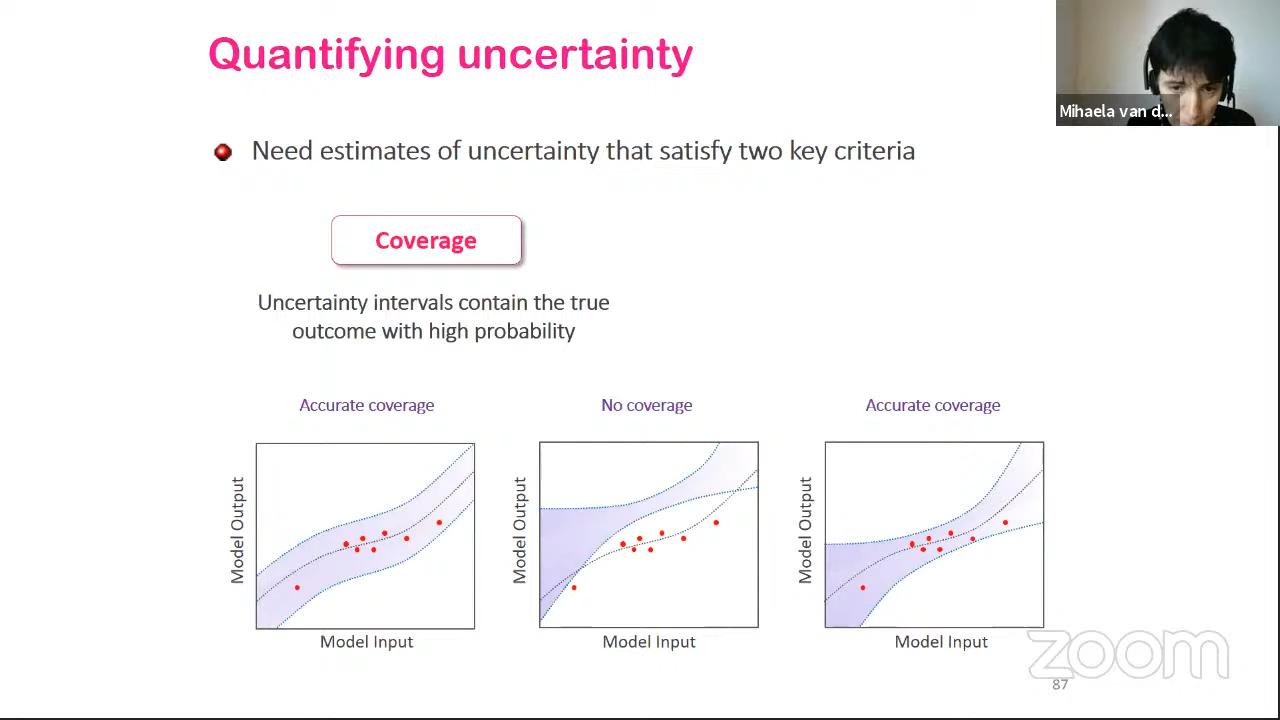 Quantifying uncertainty
Mihaela van d...
Need estimates of uncertainty that satisfy two key criteria
Coverage
Uncertainty intervals contain the true
outcome with high probability
Accurate coverage
No coverage
Accurate coverage
Model Output
Model Output
Model Output
Model Input
Model Input
Model Input
zoom
87